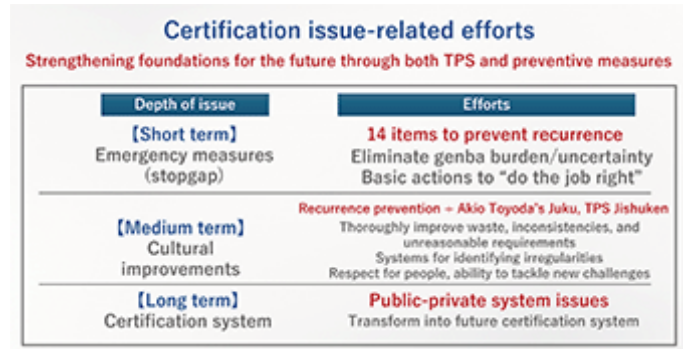 Certification issue-related efforts
Strengthening foundations for the future through both TPS and preventive measures
Depth of issue
Efforts
【Short term】
Emergency measures
(stopgap)
14 items to prevent recurrence
Eliminate genba burden/uncertainty
Basic actions to “do the job right”
【Medium term】
Cultural
improvements
Recurrence prevention ÷ Akio Toyoda's Juku, TPS Jishuken
Thoroughly improve waste, inconsistencies, and
unreasonable requirements
Systems for identifying irregularities
Respect for people, ability to tackle new challenges
【Long term】
Certification system
Public-private system issues
Transform into future certification system